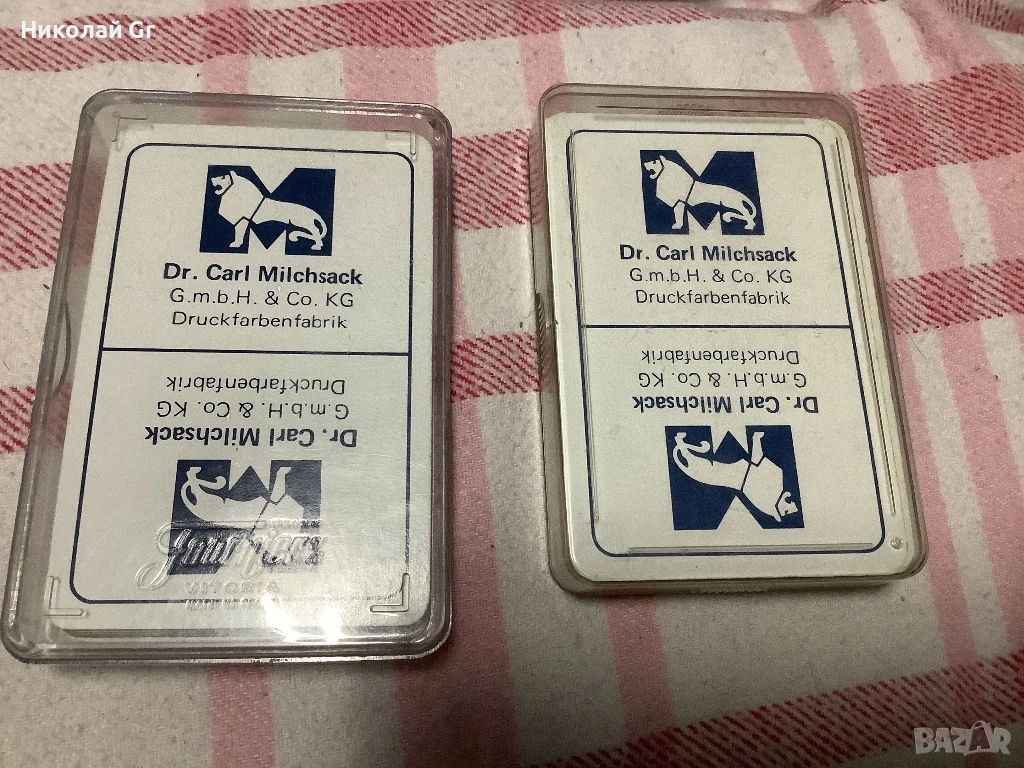 Николай Gr
Dr. Carl Milchsack
G.m.b.H. & Co. KG
Druckfarbenfabrik
Druckfarbenfabrik
G.m.b.H. & Co. KG
Dr. Carl Milchsack
Dr. Carl Milchsack
G.m.b.H. & Co. KG
Druckfarbenfabrik
Druckfarbenfabrik
G.m.b.H. & Co. KG
Dr. Carl Milchsack
VITORIA
BAZAR